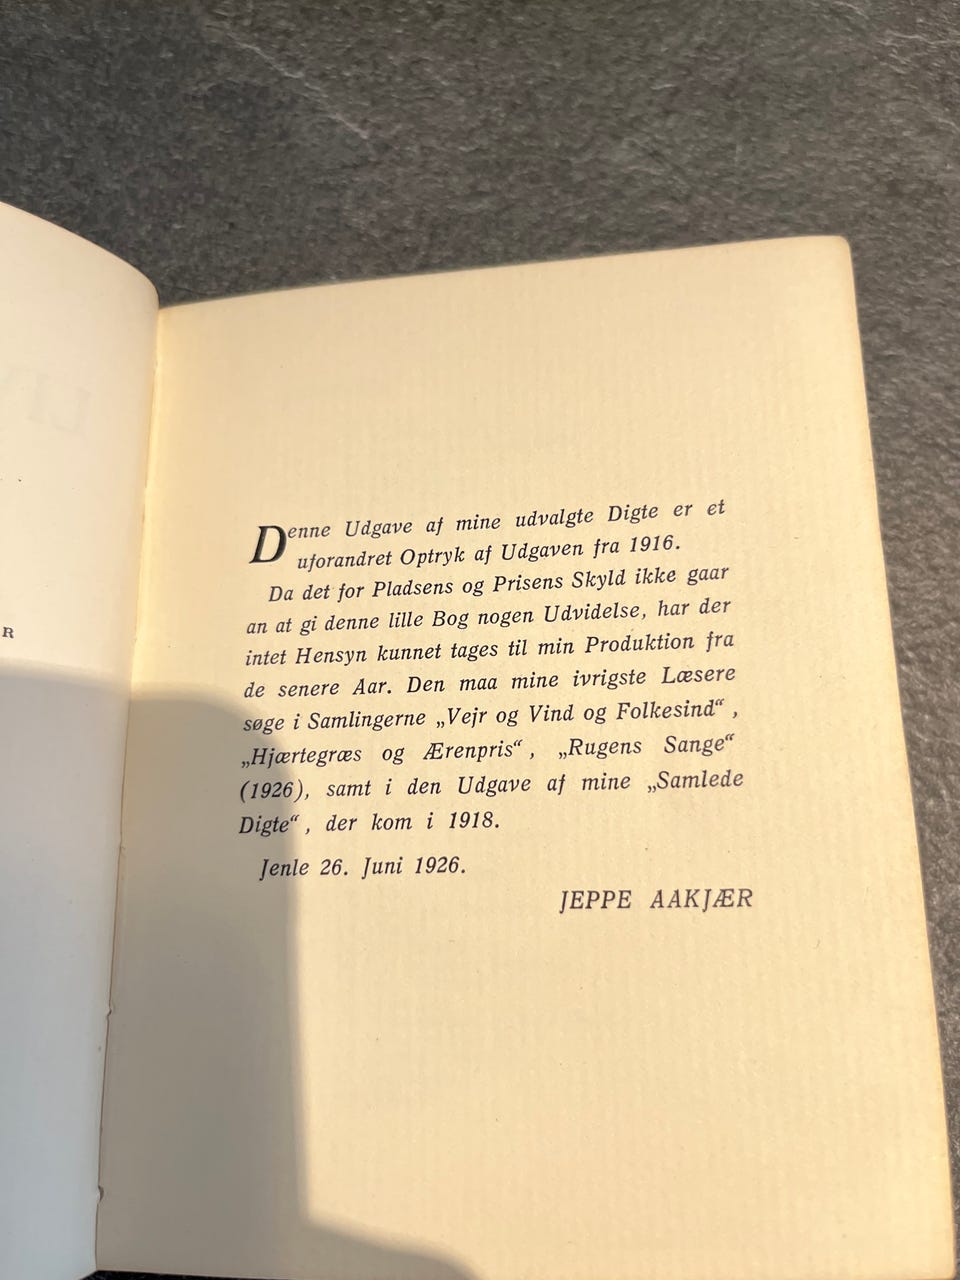 R
Denne Udgave af mine udvalgte Digte er et
uforandret Optryk af Udgaven fra 1916.
Da det for Pladsens og Prisens Skyld ikke gaar
an at gi denne lille Bog nogen Udvidelse, har der
intet Hensyn kunnet tages til min Produktion fra
de senere Aar. Den maa mine ivrigste Læsere
søge i Samlingerne „Vejr og Vind og Folkesind“,
„Hjærtegræs og Ærenpris“, „Rugens Sange“
(1926), samt i den Udgave af mine „Samlede
Digte“, der kom i 1918.
Jenle 26. Juni 1926.
JEPPE AAKJÆR